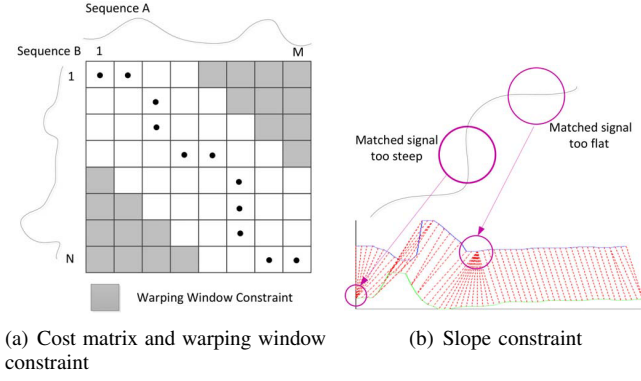 Sequence A
Sequence B
1
M
1
N
Warping Window Constraint
Matched signal
too steep
Matched signal
too flat
(a) Cost matrix and warping window
constraint
(b) Slope constraint